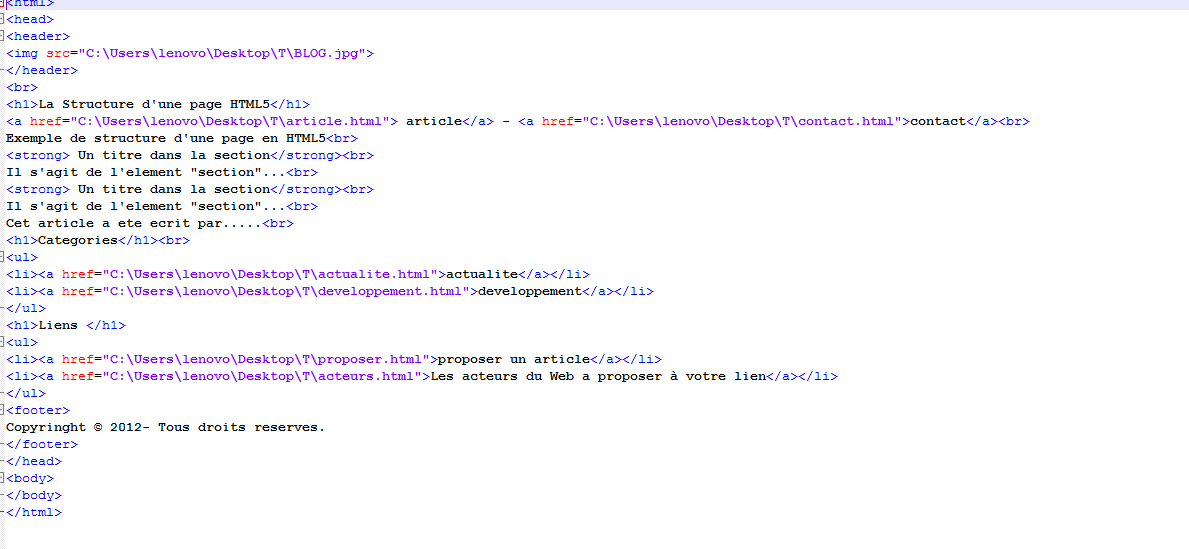 <html>
<head>
<header>
<img src="C:\Users\lenovo\Desktop\T\BLOG.jpg">
</header>
<br>
<h1>La Structure d'une page HTML5</h1>
<a href="C:\Users\lenovo\Desktop\T\article.html"> article</a> - <a href="C:\Users\lenovo\Desktop\T\contact.html">contact</a><br>
Exemple de structure d'une page en HTML5<br>
<strong> Un titre dans la section</strong><br>
Il s'agit de l'element "section"...<br>
<strong> Un titre dans la section</strong><br>
Il s'agit de l'element "section"...<br>
Cet article a ete ecrit par.....<br>
<h1>Categories</h1><br>
<ul>
<li><a href="C:\Users\lenovo\Desktop\T\actualite.html">actualite</a></li>
<li><a href="C:\Users\lenovo\Desktop\T\developpement.html">developpement</a></li>
</ul>
<h1>Liens </h1>
<ul>
<li><a href="C:\Users\lenovo\Desktop\T\proposer.html">proposer un article</a></li>
<li><a href="C:\Users\lenovo\Desktop\T\acteurs.html">Les acteurs du Web a proposer à votre lien</a></li>
</ul>
<footer>
Copyringht © 2012- Tous droits reserves.
</footer>
</head>
<body>
</body>
</html>